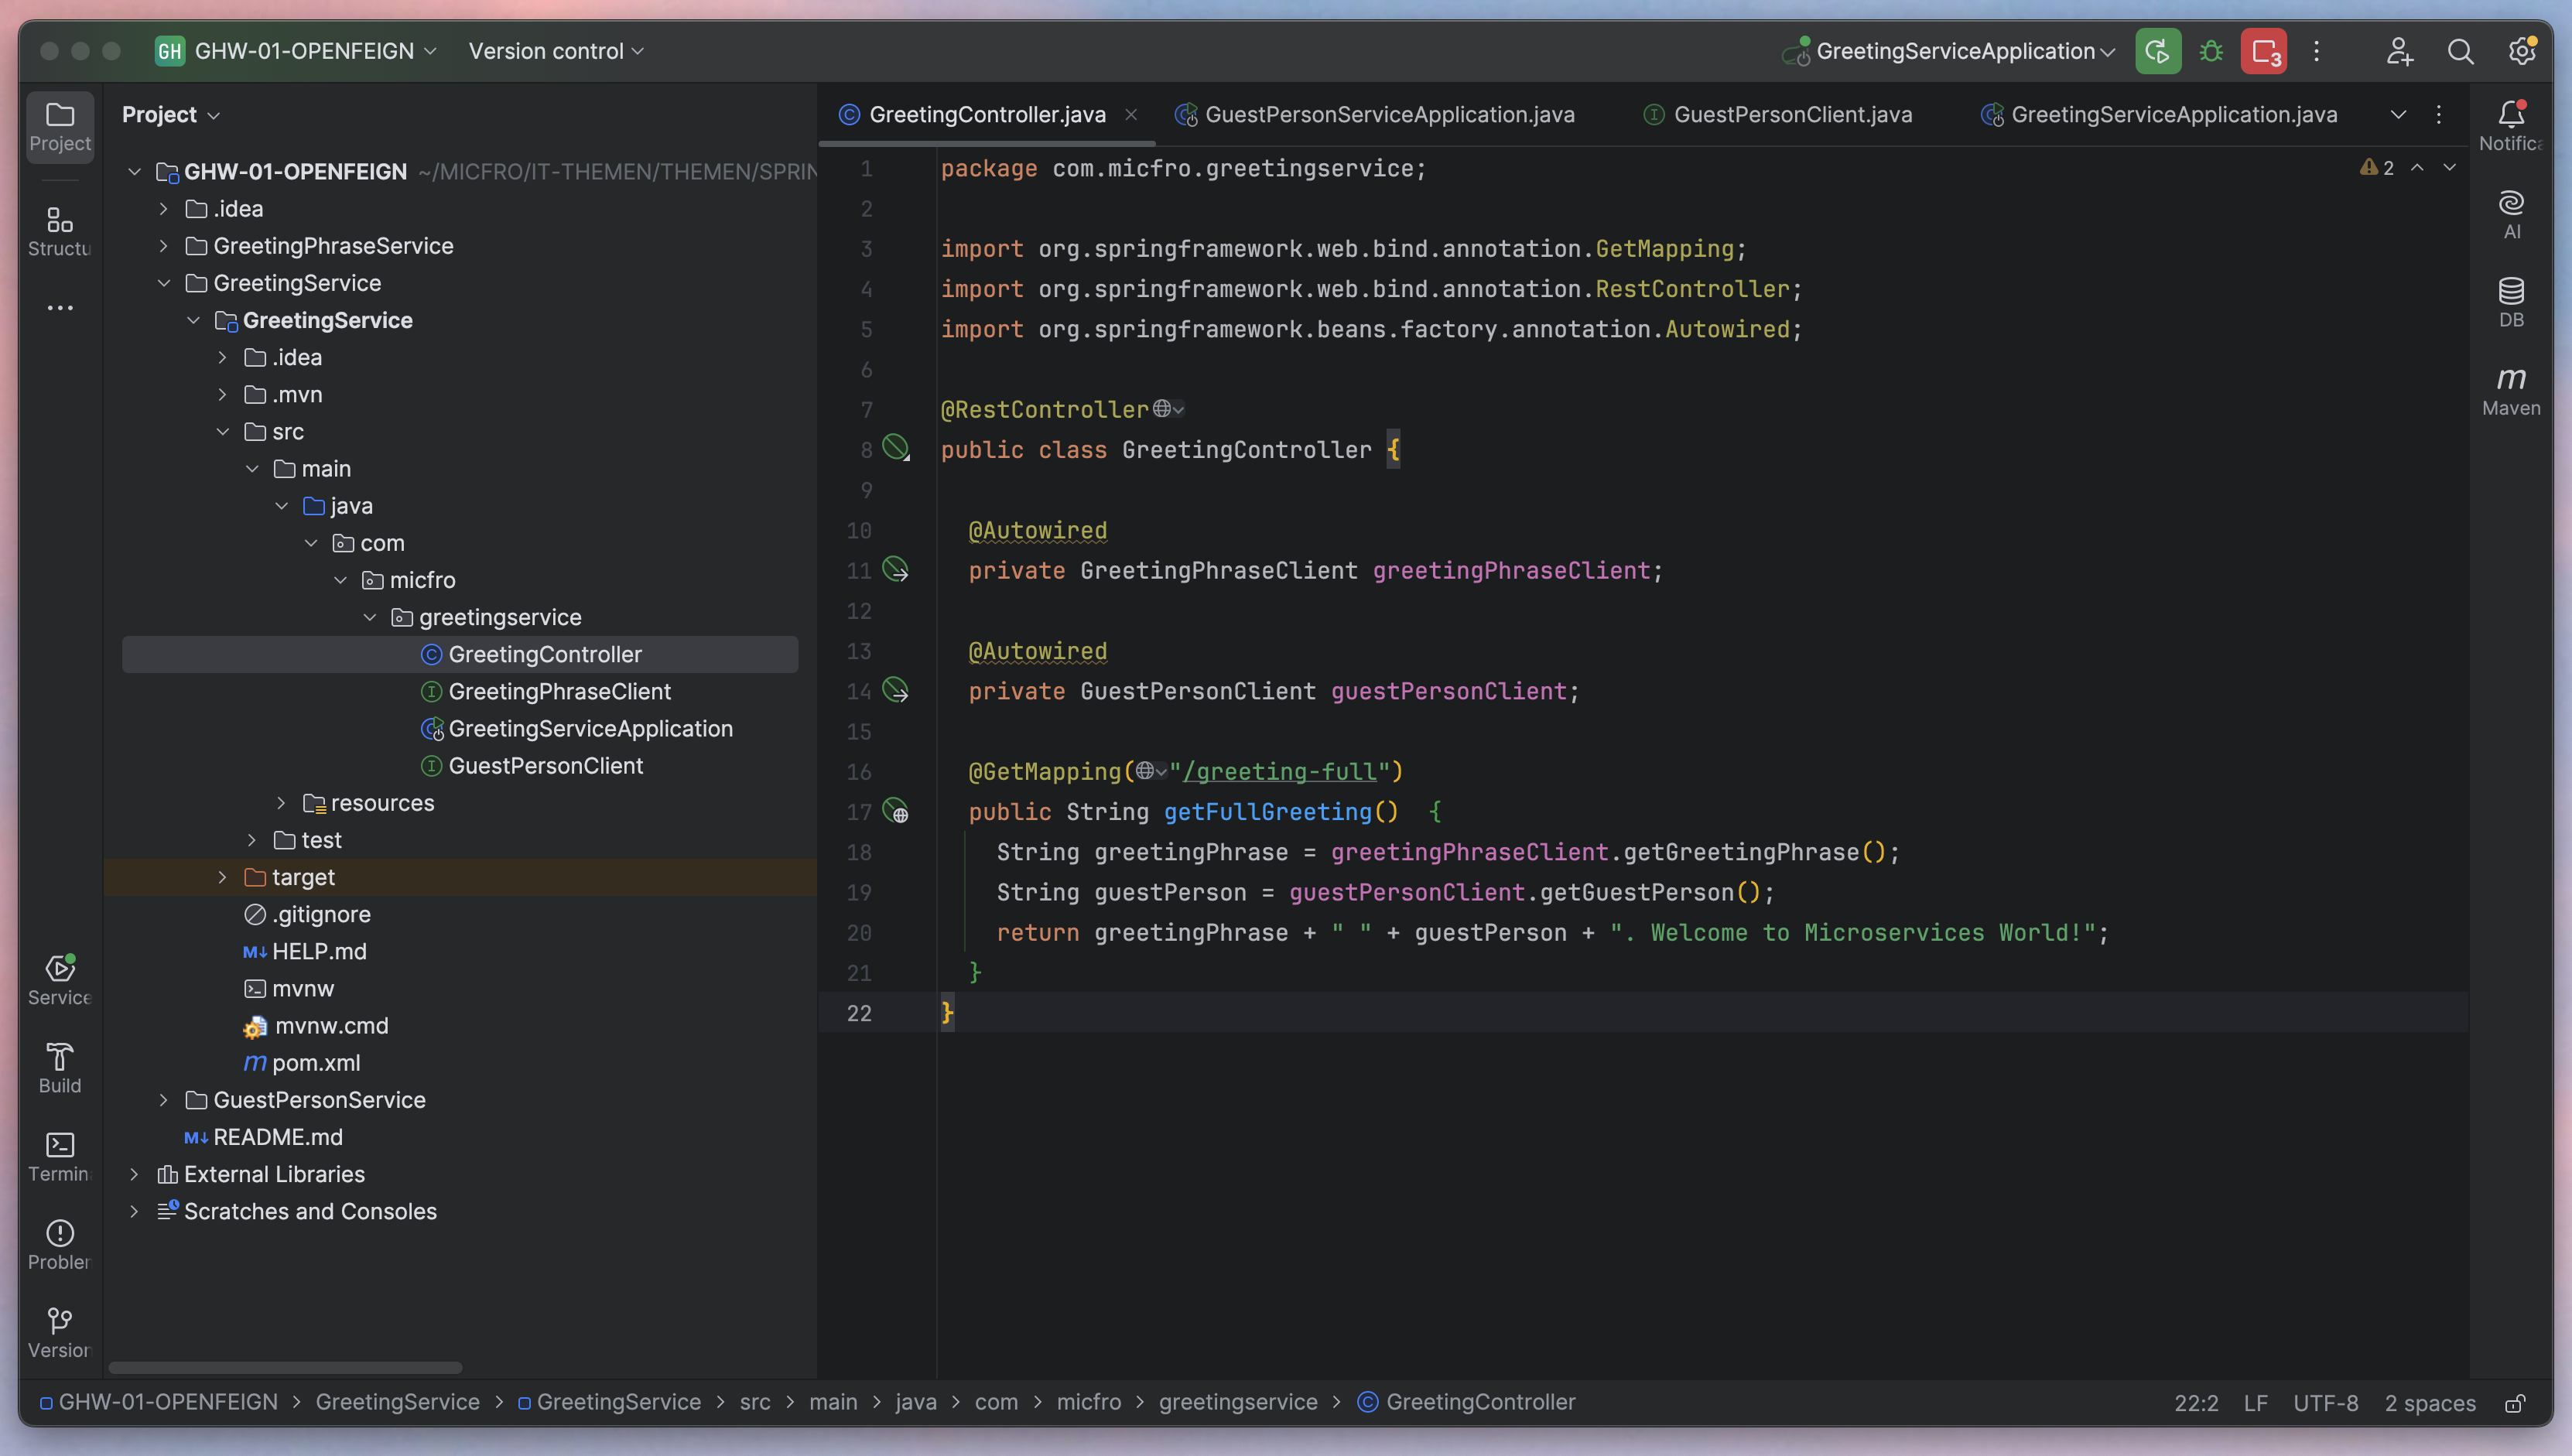 GH GHW-01-OPENFEIGN Version control GreetingServiceApplication 3
Project
Structu
Service
Build
Termin
Problem
Version
Project
GHW-01-OPENFEIGN ~/MICFRO/IT-THEMEN/THEMEN/SPRIN
.idea
GreetingPhraseService
GreetingService
GreetingService
.idea
.mvn
src
main
java
com
micfro
greetingservice
GreetingController
GreetingPhraseClient
GreetingServiceApplication
GuestPersonClient
resources
test
target
.gitignore
HELP.md
mvnw
mvnw.cmd
pom.xml
GuestPersonService
README.md
External Libraries
Scratches and Consoles
GreetingController.java GuestPersonServiceApplication.java GuestPersonClient.java GreetingServiceApplication.java
2
1 package com.micfro.greetingservice;
2
3 import org.springframework.web.bind.annotation.GetMapping;
4 import org.springframework.web.bind.annotation.RestController;
5 import org.springframework.beans.factory.annotation.Autowired;
6
7 @RestController
8 public class GreetingController {
9
10 @Autowired
11 private GreetingPhraseClient greetingPhraseClient;
12
13 @Autowired
14 private GuestPersonClient guestPersonClient;
15
16 @GetMapping("/greeting-full")
17 public String getFullGreeting() {
18 String greetingPhrase = greetingPhraseClient.getGreetingPhrase();
19 String guestPerson = guestPersonClient.getGuestPerson();
20 return greetingPhrase + " " + guestPerson + ". Welcome to Microservices World!";
21 }
22 }
Notifica
AI
DB
m
Maven
GHW-01-OPENFEIGN > GreetingService > GreetingService > src > main > java > com > micfro > greetingservice > GreetingController 22:2 LF UTF-8 2 spaces